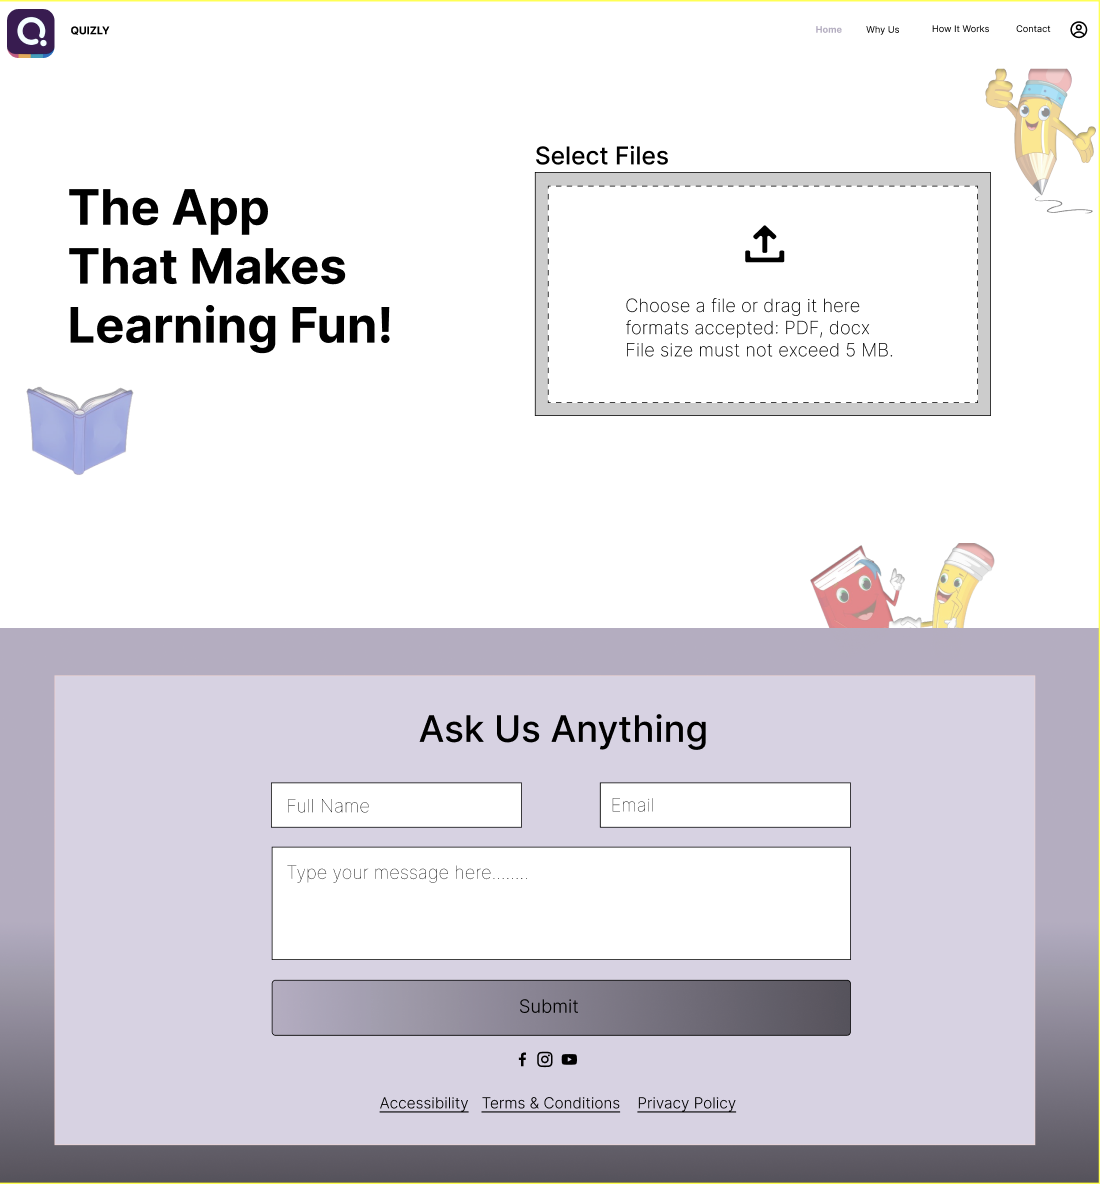 QUIZLY
Home
Why Us
How It Works
Contact
The App
That Makes
Learning Fun!
Select Files
Choose a file or drag it here
formats accepted: PDF, docx
File size must not exceed 5 MB.
Ask Us Anything
Full Name
Email
Type your message here........
Submit
Accessibility
Terms & Conditions
Privacy Policy